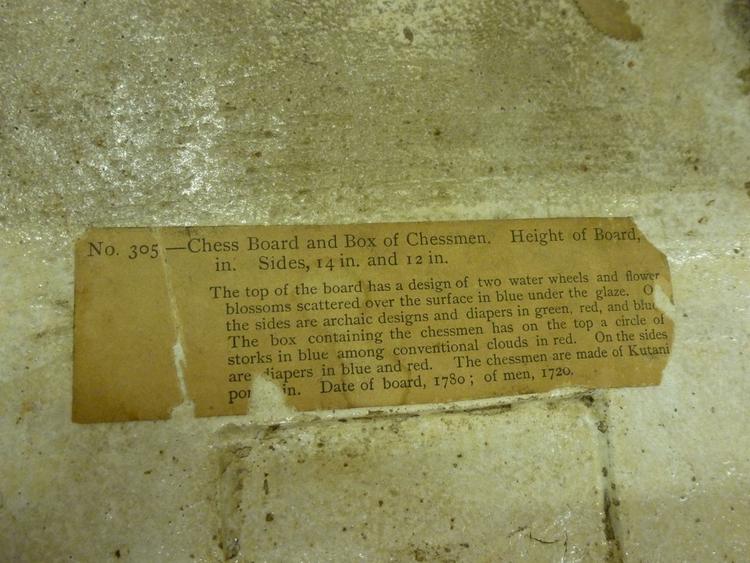 No. 305 —Chess Board and Box of Chessmen. Height of Board,
in. Sides, 14 in. and 12 in.
The top of the board has a design of two water wheels and flower
blossoms scattered over the surface in blue under the glaze. O
the sides are archaic designs and diapers in green, red, and blue
The box containing the chessmen has on the top a circle of
storks in blue among conventional clouds in red. On the sides
are diapers in blue and red. The chessmen are made of Kutani
por in. Date of board, 1780; of men, 1720.